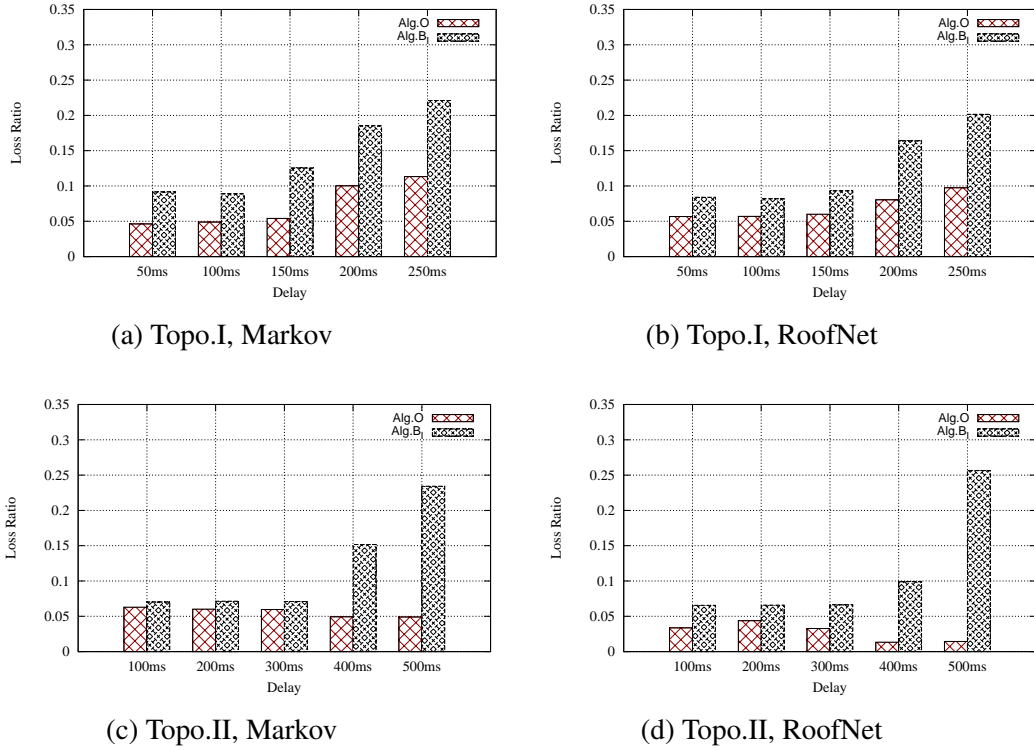 0.35
0.3
0.25
0.2
0.15
0.1
0.05
0
Loss Ratio
50ms 100ms 150ms 200ms 250ms
Delay
Alg.O
Alg.B_I
(a) Topo.I, Markov
0.35
0.3
0.25
0.2
0.15
0.1
0.05
0
Loss Ratio
50ms 100ms 150ms 200ms 250ms
Delay
Alg.O
Alg.B_I
(b) Topo.I, RoofNet
0.35
0.3
0.25
0.2
0.15
0.1
0.05
0
Loss Ratio
100ms 200ms 300ms 400ms 500ms
Delay
Alg.O
Alg.B_I
(c) Topo.II, Markov
0.35
0.3
0.25
0.2
0.15
0.1
0.05
0
Loss Ratio
100ms 200ms 300ms 400ms 500ms
Delay
Alg.O
Alg.B_I
(d) Topo.II, RoofNet